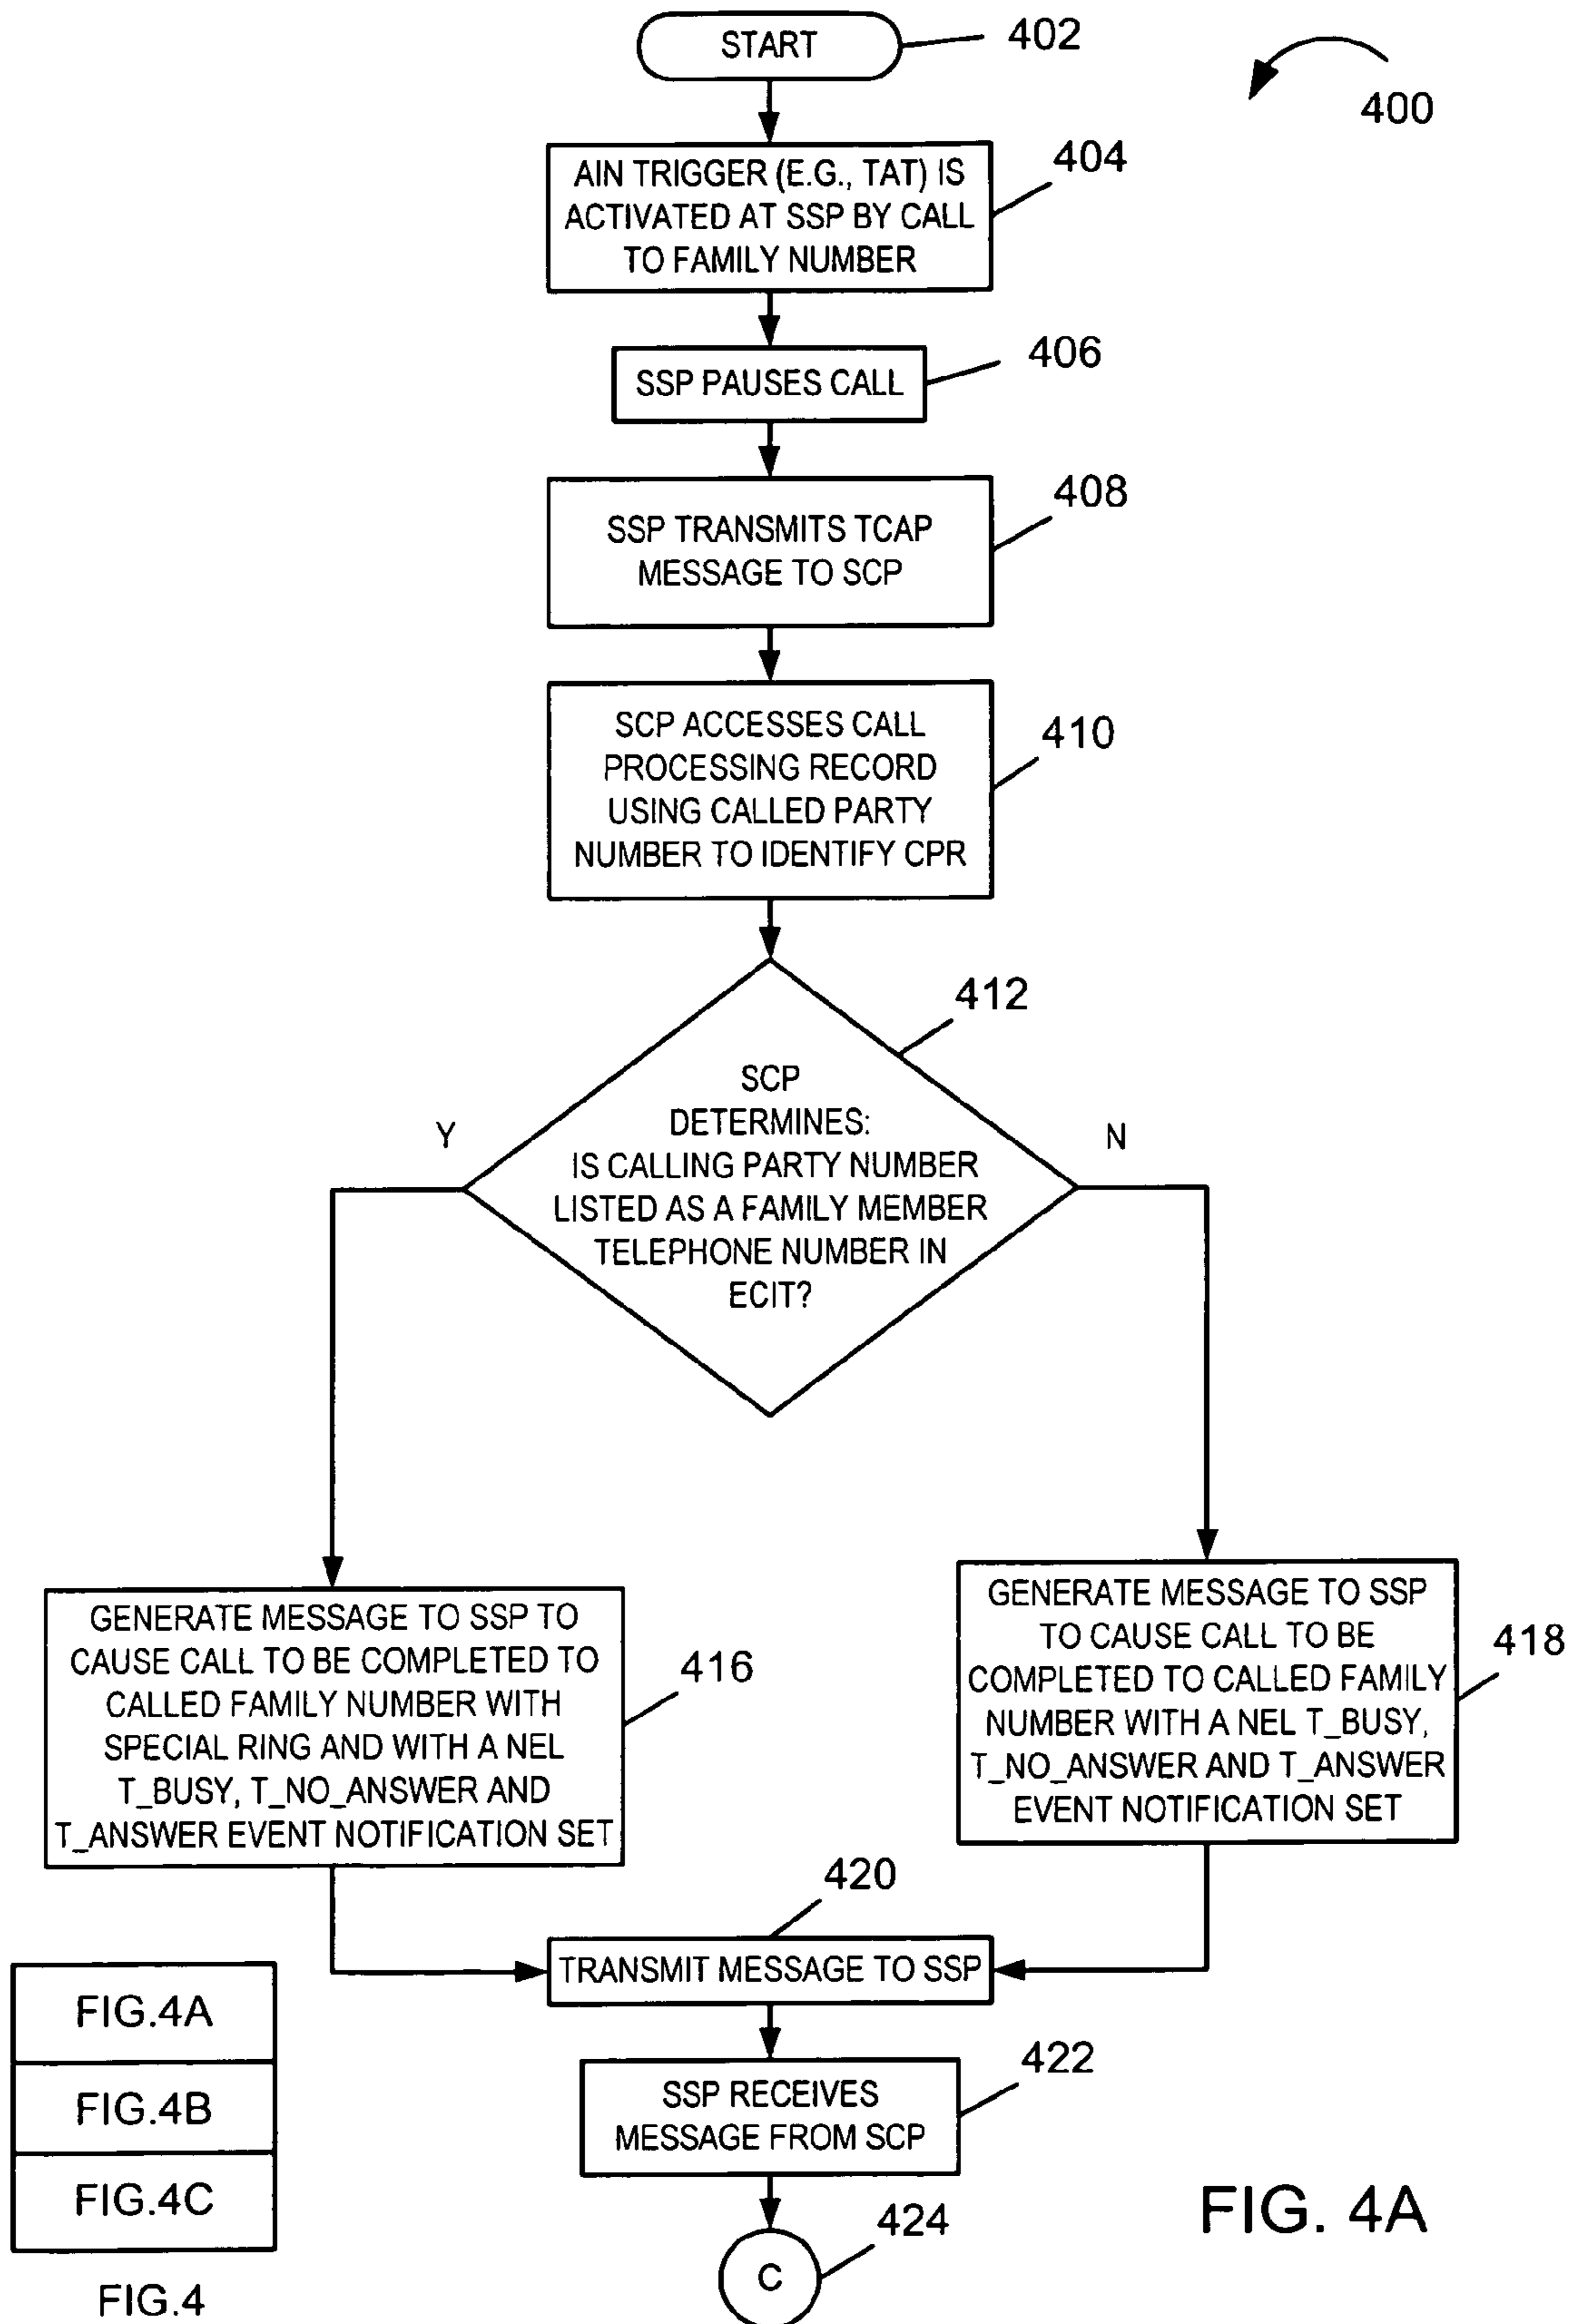 START
402
400
AIN TRIGGER (E.G., TAT) IS
ACTIVATED AT SSP BY CALL
TO FAMILY NUMBER
404
SSP PAUSES CALL
406
SSP TRANSMITS TCAP
MESSAGE TO SCP
408
SCP ACCESSES CALL
PROCESSING RECORD
USING CALLED PARTY
NUMBER TO IDENTIFY CPR
410
412
SCP
DETERMINES:
IS CALLING PARTY NUMBER
LISTED AS A FAMILY MEMBER
TELEPHONE NUMBER IN
ECIT?
Y
N
GENERATE MESSAGE TO SSP TO
CAUSE CALL TO BE COMPLETED TO
CALLED FAMILY NUMBER WITH
SPECIAL RING AND WITH A NEL
T_BUSY, T_NO_ANSWER AND
T_ANSWER EVENT NOTIFICATION SET
416
GENERATE MESSAGE TO SSP
TO CAUSE CALL TO BE
COMPLETED TO CALLED FAMILY
NUMBER WITH A NEL T_BUSY,
T_NO_ANSWER AND T_ANSWER
EVENT NOTIFICATION SET
418
420
TRANSMIT MESSAGE TO SSP
422
SSP RECEIVES
MESSAGE FROM SCP
424
C
FIG.4A
FIG.4B
FIG.4C
FIG.4
FIG. 4A